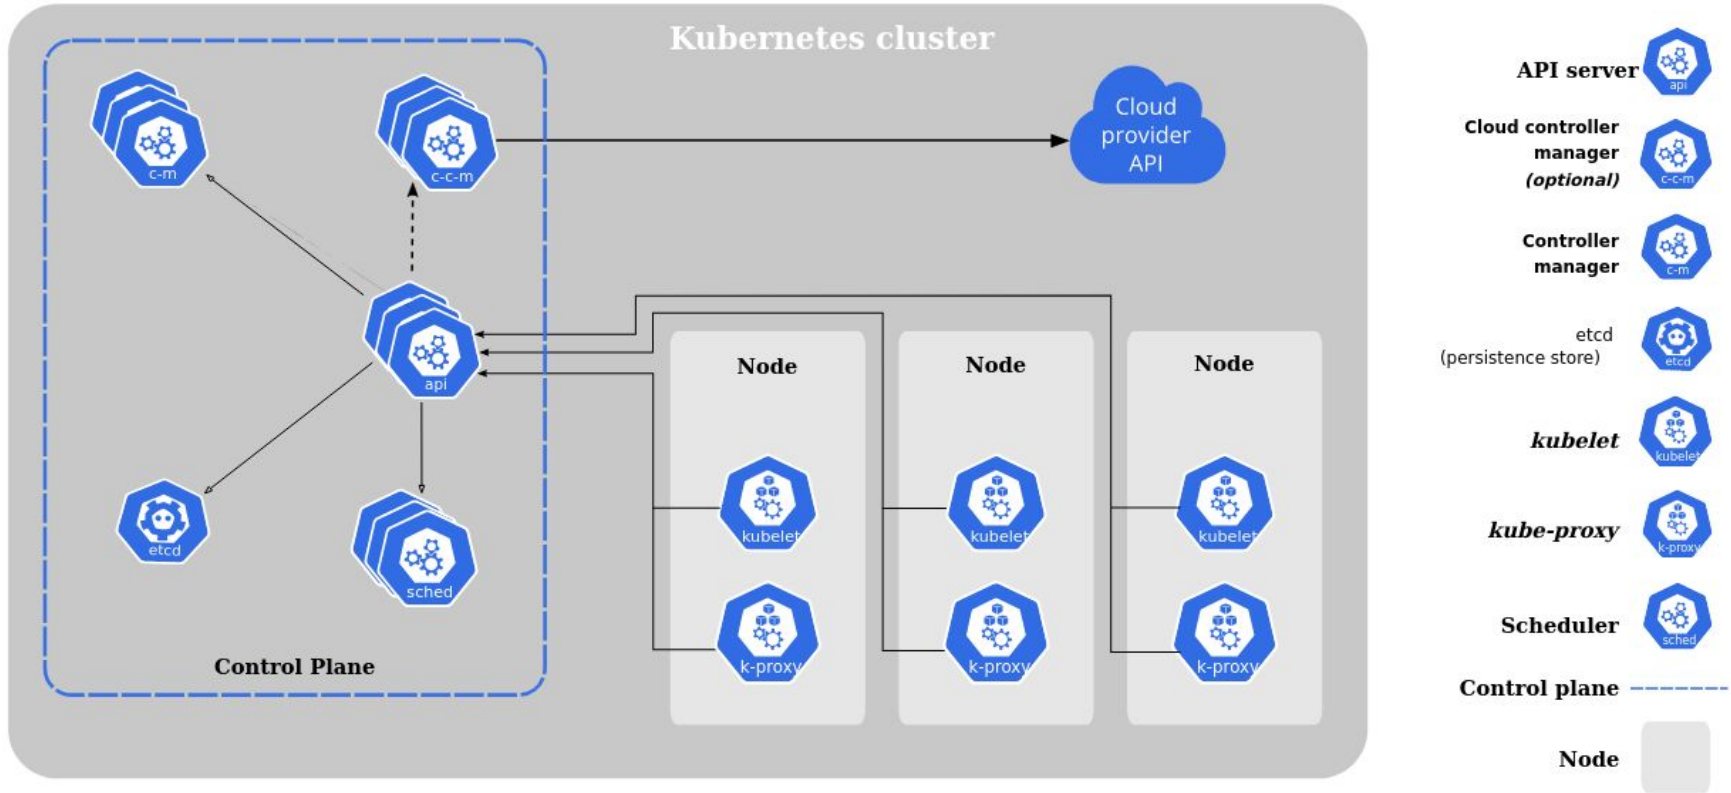 Kubernetes cluster
c-m
c-c-m
Cloud
provider
API
api
etcd
sched
Control Plane
Node
kubelet
k-proxy
Node
kubelet
k-proxy
Node
kubelet
k-proxy
API server
api
Cloud controller
manager
(optional)
c-c-m
Controller
manager
c-m
etcd
(persistence store)
etcd
kubelet
kubelet
kube-proxy
k-proxy
Scheduler
sched
Control plane
Node